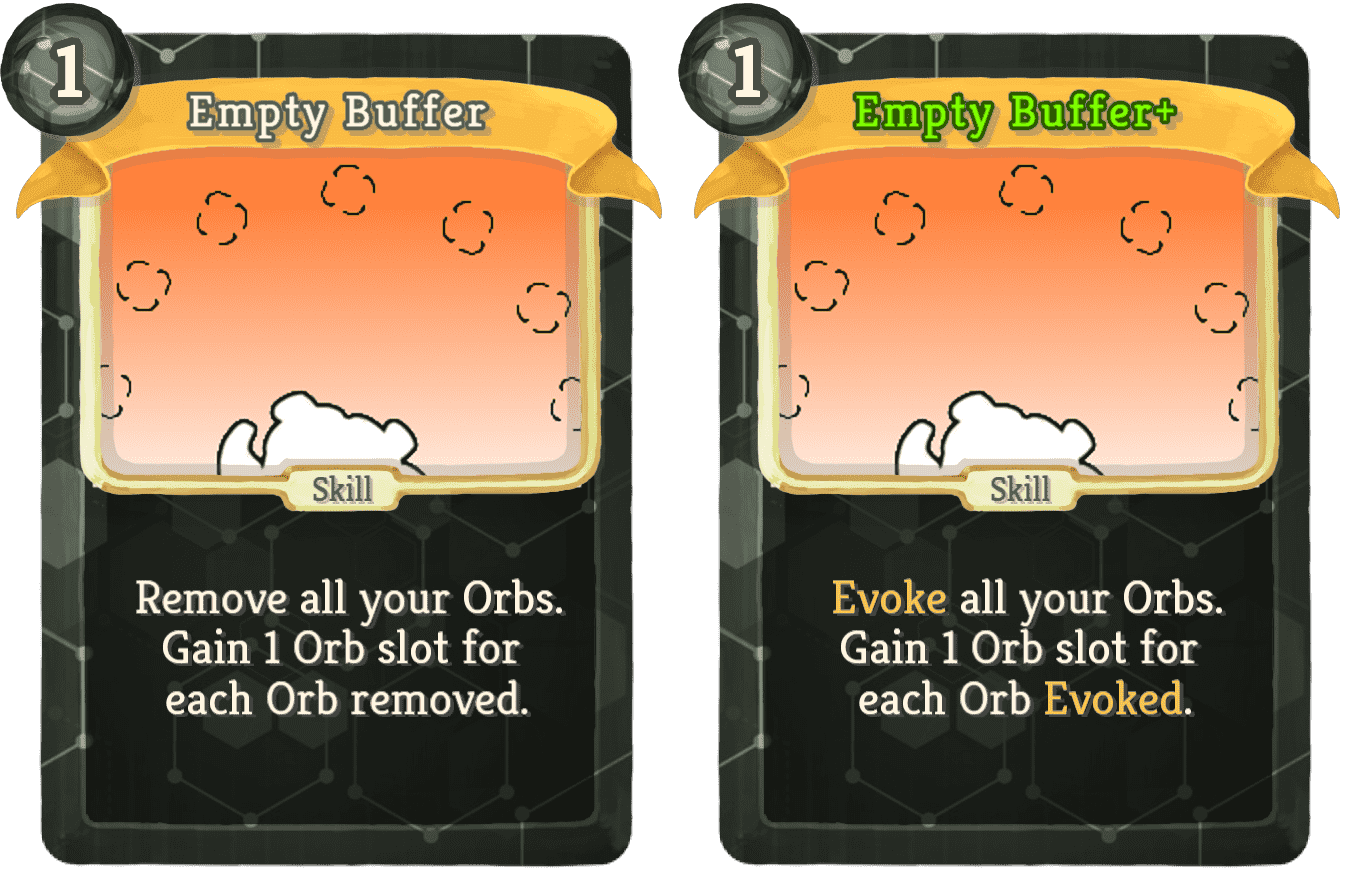 1
Empty Buffer
Skill
Remove all your Orbs.
Gain 1 Orb slot for
each Orb removed.
1
Empty Buffer+
Skill
Evoke all your Orbs.
Gain 1 Orb slot for
each Orb Evoked.